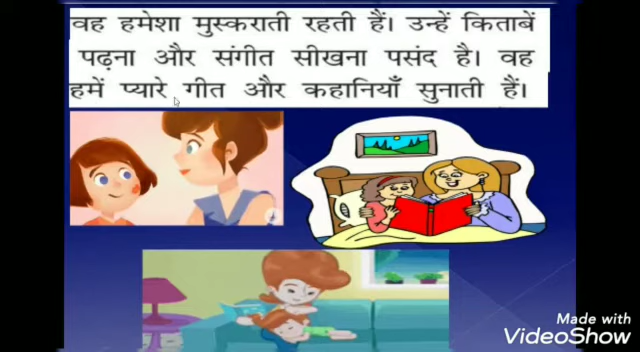 वह हमेशा मुस्कराती रहती हैं। उन्हें किताबें
पढ़ना और संगीत सीखना पसंद है। वह
हमें प्यारे गीत और कहानियाँ सुनाती हैं।
Made with
VideoShow